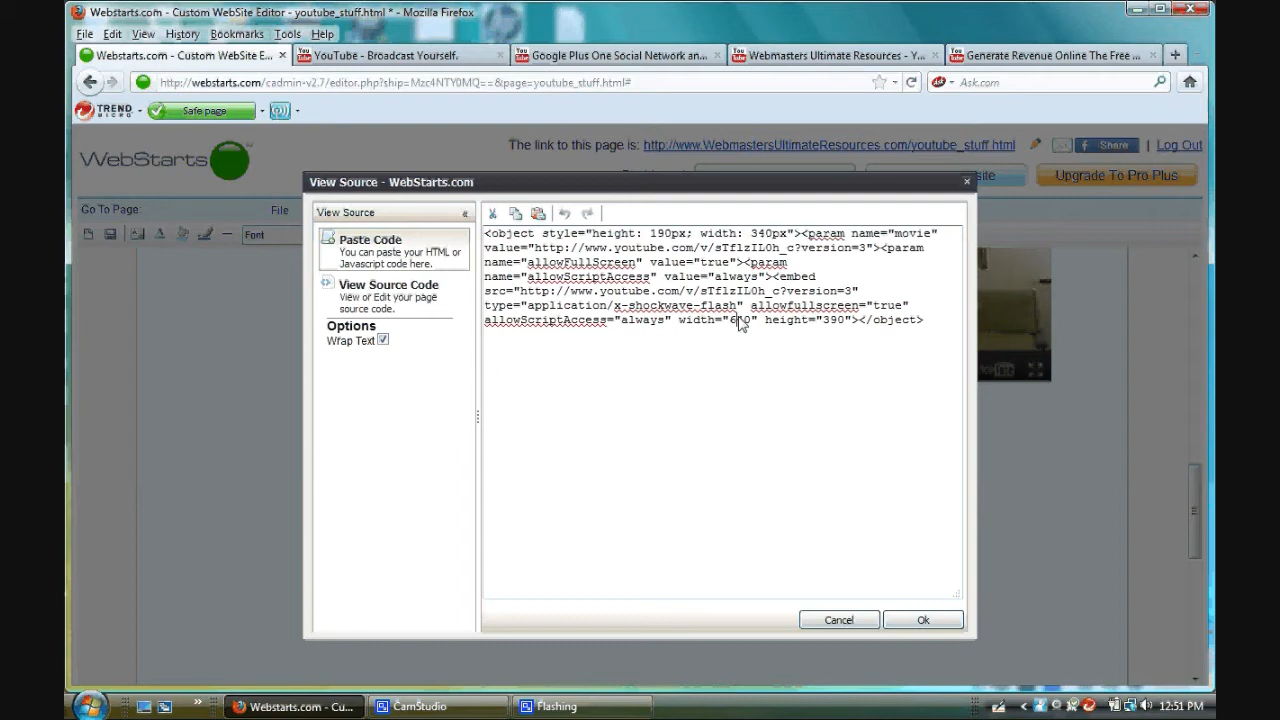 Webstarts.com - Custom WebSite Editor - youtube_stuff.html * - Mozilla Firefox
File Edit View History Bookmarks Tools Help
Webstarts.com - Custom WebSite E... × YouTube - Broadcast Yourself. × Google Plus One Social Network an... × Webmasters Ultimate Resources - Y... × Generate Revenue Online The Free ... × +
http://webstarts.com/cadmin-v2.7/editor.php?ship=Mzc4NTY0MQ==&page=youtube_stuff.html# Ask.com
TREND MICRO Safe page
WebStarts The link to this page is: http://www.WebmastersUltimateResources.com/youtube_stuff.html Share | Log Out
site Upgrade To Pro Plus
View Source - WebStarts.com ×
Go To Page: File View Source «
Font
Paste Code
You can paste your HTML or
Javascript code here.
View Source Code
View or Edit your page
source code.
Options
Wrap Text
<object style="height: 190px; width: 340px"><param name="movie"
value="http://www.youtube.com/v/sTflzIL0h_c?version=3"><param
name="allowFullScreen" value="true"><param
name="allowScriptAccess" value="always"><embed
src="http://www.youtube.com/v/sTflzIL0h_c?version=3"
type="application/x-shockwave-flash" allowfullscreen="true"
allowScriptAccess="always" height="390"></object>
Cancel Ok
Webstarts.com - Cu... CamStudio Flashing 12:51 PM